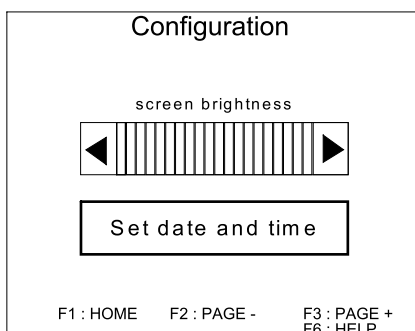 Configuration
screen brightness
Set date and time
F1 : HOME F2 : PAGE - F3 : PAGE +
F6 : HELP